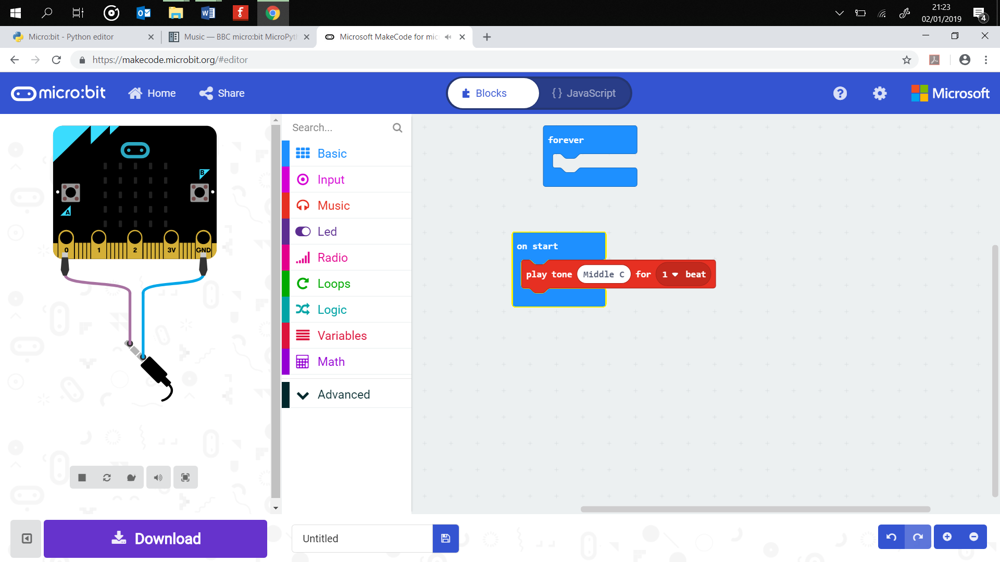 21:23
02/01/2019
4
Micro:bit - Python editor
Music — BBC micro:bit MicroPyt
Microsoft MakeCode for mic
https://makecode.microbit.org/#editor
micro:bit
Home
Share
Blocks
{ } JavaScript
Microsoft
Search...
Basic
Input
Music
Led
Radio
Loops
Logic
Variables
Math
Advanced
A
B
0
1
2
3V
GND
forever
on start
play tone Middle C for 1 beat
Download
Untitled